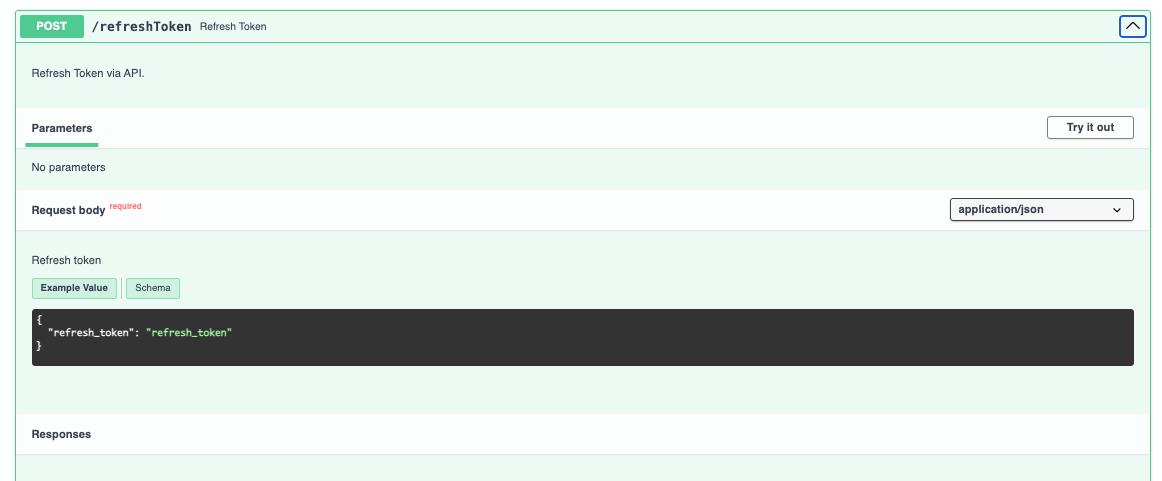 POST /refreshToken Refresh Token
Refresh Token via API.
Parameters
Try it out
No parameters
Request body required
application/json
Refresh token
Example Value
Schema
{
  "refresh_token": "refresh_token"
}
Responses